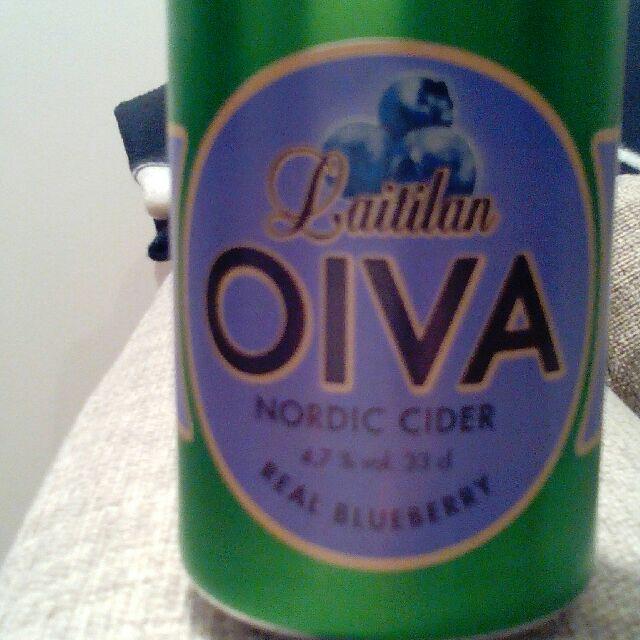 Laitilan
OIVA
NORDIC CIDER
4,7 % vol. 33 cl
REAL BLUEBERRY